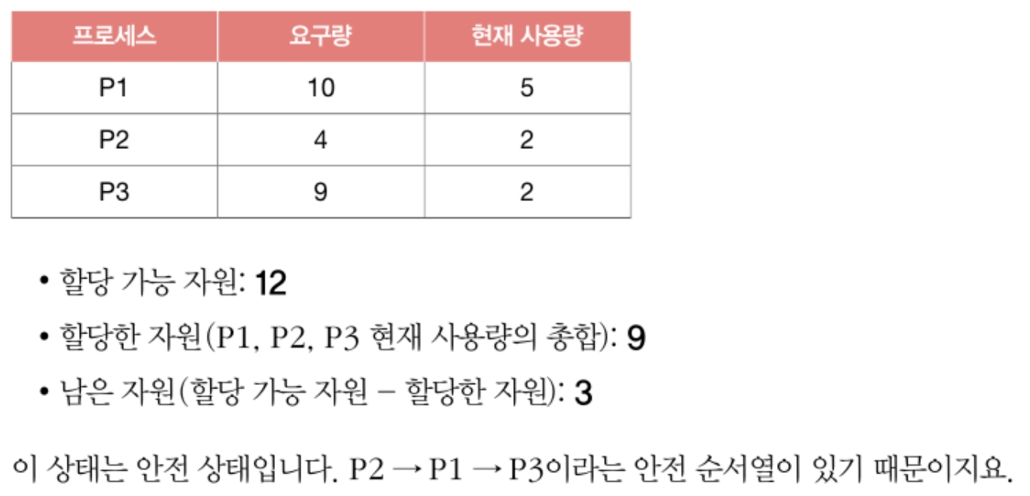 프로세스 요구량 현재 사용량
P1 10 5
P2 4 2
P3 9 2
• 할당 가능 자원: 12
• 할당한 자원(P1, P2, P3 현재 사용량의 총합): 9
• 남은 자원(할당 가능 자원 – 할당한 자원): 3
이 상태는 안전 상태입니다. P2 → P1 → P3이라는 안전 순서열이 있기 때문이지요.